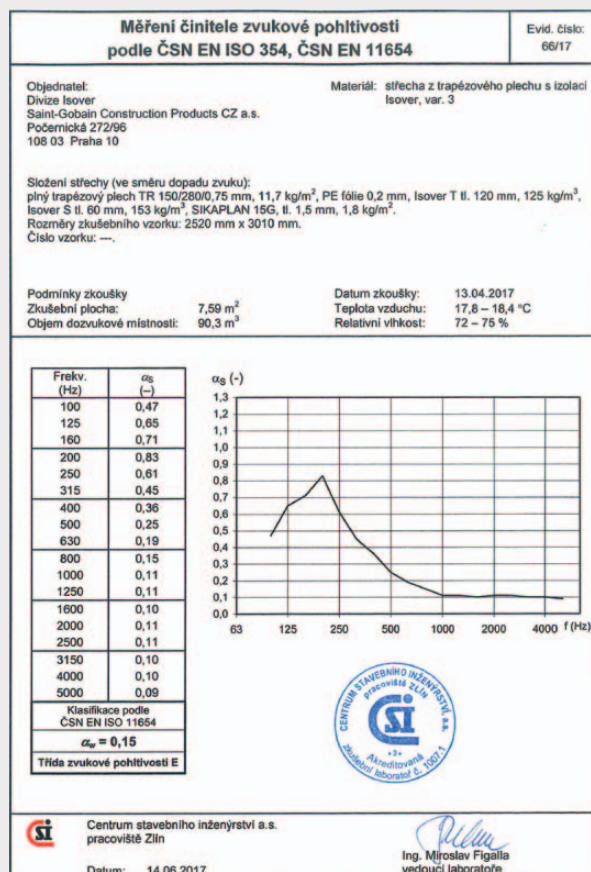 Měření činitele zvukové pohltivosti
podle ČSN EN ISO 354, ČSN EN 11654
Evid. číslo:
66/17
Objednatel:
Divize Isover
Saint-Gobain Construction Products CZ a.s.
Počernická 272/96
108 03 Praha 10
Materiál: střecha z trapézového plechu s izolací
Isover, var. 3
Složení střechy (ve směru dopadu zvuku):
plný trapézový plech TR 150/280/0,75 mm, 11,7 kg/m², PE fólie 0,2 mm, Isover T tl. 120 mm, 125 kg/m³,
Isover S tl. 60 mm, 153 kg/m³, SIKAPLAN 15G, tl. 1,5 mm, 1,8 kg/m².
Rozměry zkušebního vzorku: 2520 mm x 3010 mm.
Číslo vzorku: ---.
Podmínky zkoušky
Zkušební plocha: 7,59 m²
Objem dozvukové místnosti: 90,3 m³
Datum zkoušky: 13.04.2017
Teplota vzduchu: 17,8 – 18,4 °C
Relativní vlhkost: 72 – 75 %
Frekv. αS
(Hz) (–)
100 0,47
125 0,65
160 0,71
200 0,83
250 0,61
315 0,45
400 0,36
500 0,25
630 0,19
800 0,15
1000 0,11
1250 0,11
1600 0,10
2000 0,11
2500 0,11
3150 0,10
4000 0,10
5000 0,09
Klasifikace podle
ČSN EN ISO 11654
αw = 0,15
Třída zvukové pohltivosti E
αS (-)
1,3
1,2
1,1
1,0
0,9
0,8
0,7
0,6
0,5
0,4
0,3
0,2
0,1
0,0
63 125 250 500 1000 2000 4000 f (Hz)
CENTRUM STAVEBNÍHO INŽENÝRSTVÍ, a.s.
pracoviště ZLÍN
CSI
*3*
Akreditovaná
zkušební laboratoř č. 1007.1
CSI
Centrum stavebního inženýrství a.s.
pracoviště Zlín
Datum: 14.06.2017
Ing. Miroslav Figalla
vedoucí laboratoře